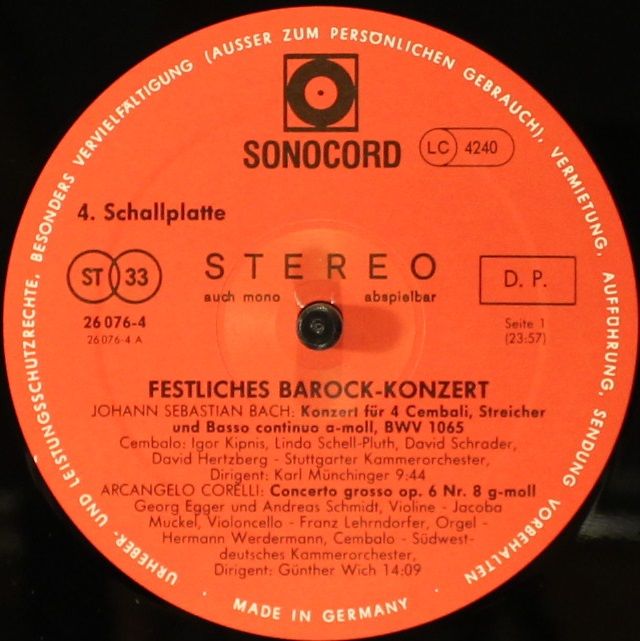 URHEBER- UND LEISTUNGSSCHUTZRECHTE, BESONDERS VERVIELFÄLTIGUNG (AUSSER ZUM PERSÖNLICHEN GEBRAUCH), VERMIETUNG, AUFFÜHRUNG, SENDUNG VORBEHALTEN
SONOCORD
LC 4240
4. Schallplatte
ST 33
STEREO
auch mono abspielbar
D. P.
26 076-4
26 076-4 A
Seite 1
(23:57)
FESTLICHES BAROCK-KONZERT
JOHANN SEBASTIAN BACH: Konzert für 4 Cembali, Streicher
und Basso continuo a-moll, BWV 1065
Cembalo: Igor Kipnis, Linda Schell-Pluth, David Schrader,
David Hertzberg - Stuttgarter Kammerorchester,
Dirigent: Karl Münchinger 9:44
ARCANGELO CORELLI: Concerto grosso op. 6 Nr. 8 g-moll
Georg Egger und Andreas Schmidt, Violine - Jacoba
Muckel, Violoncello - Franz Lehrndorfer, Orgel -
Hermann Werdermann, Cembalo - Südwest-
deutsches Kammerorchester,
Dirigent: Günther Wich 14:09
· MADE IN GERMANY ·